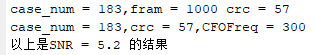 case_num = 183,fram = 1000 crc = 57
case_num = 183,crc = 57,CFOFreq = 300
以上是SNR = 5.2 的结果